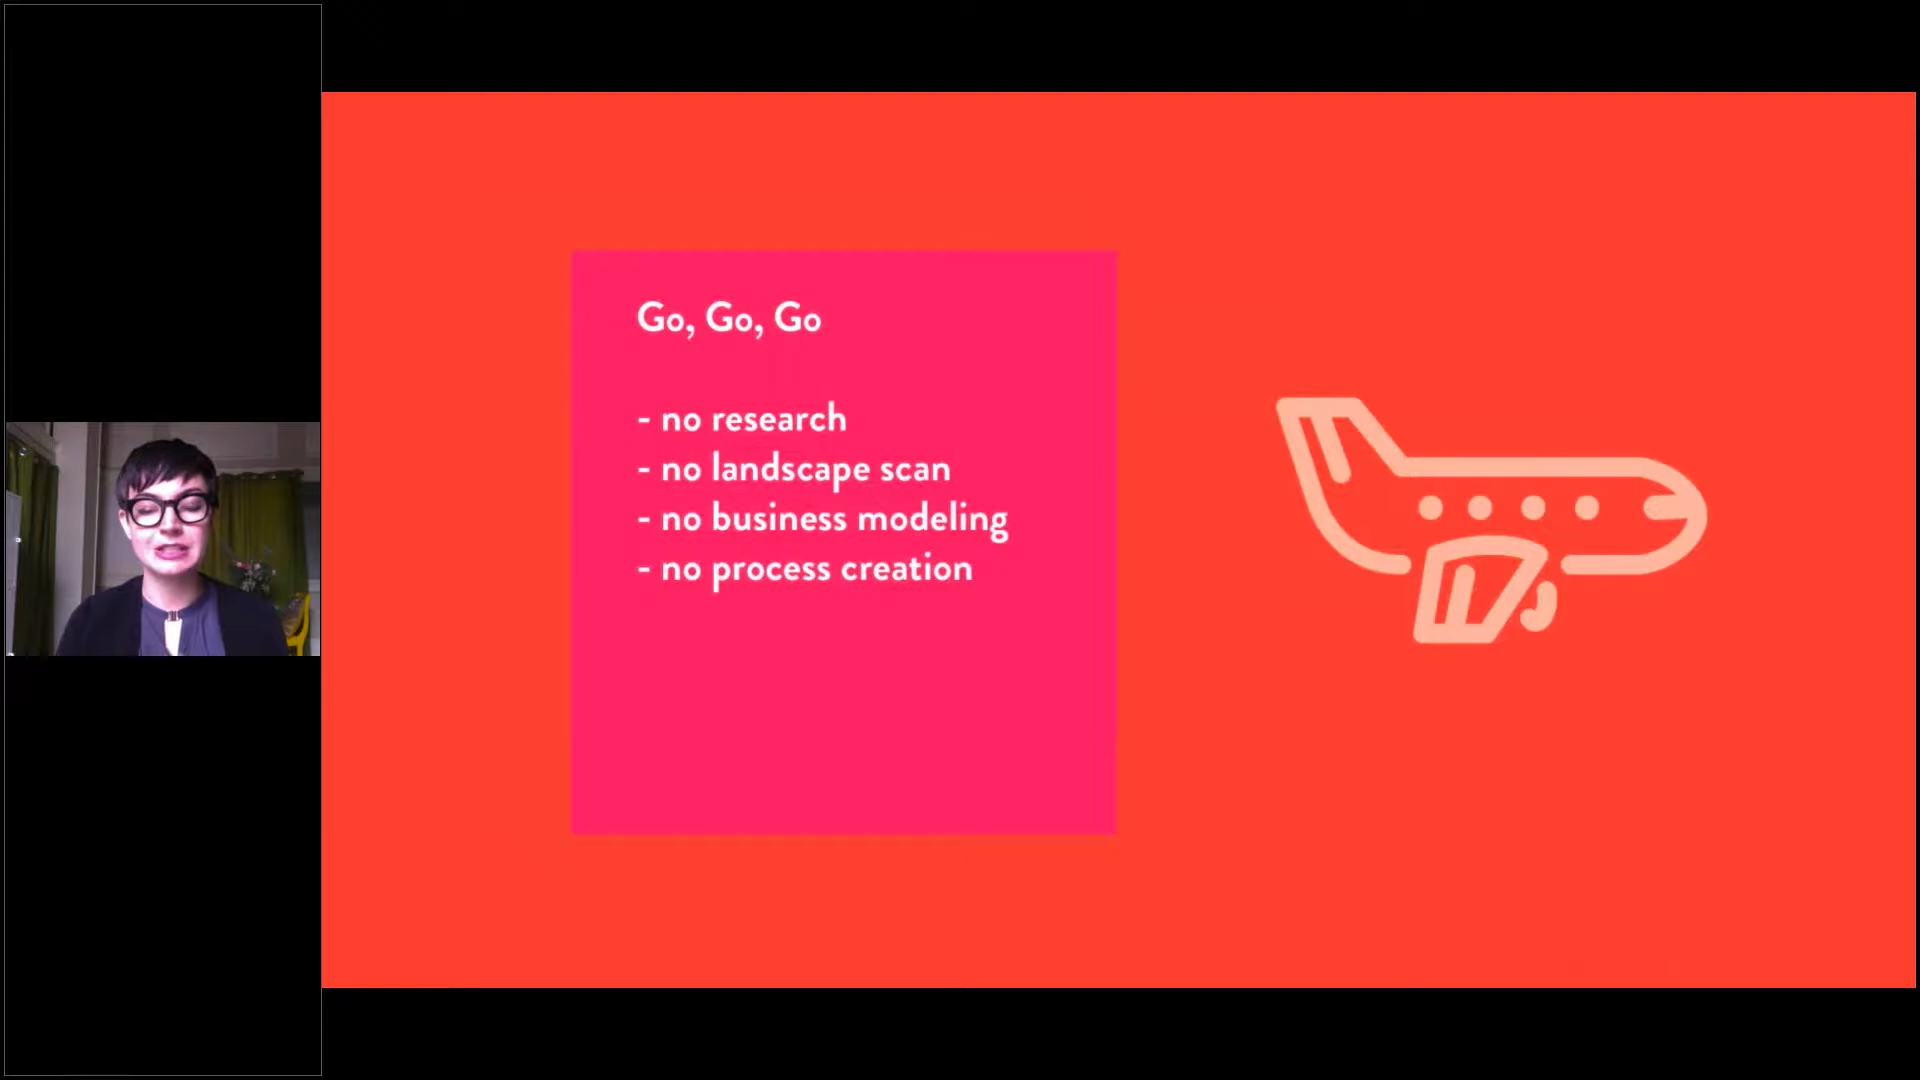 Go, Go, Go
- no research
- no landscape scan
- no business modeling
- no process creation